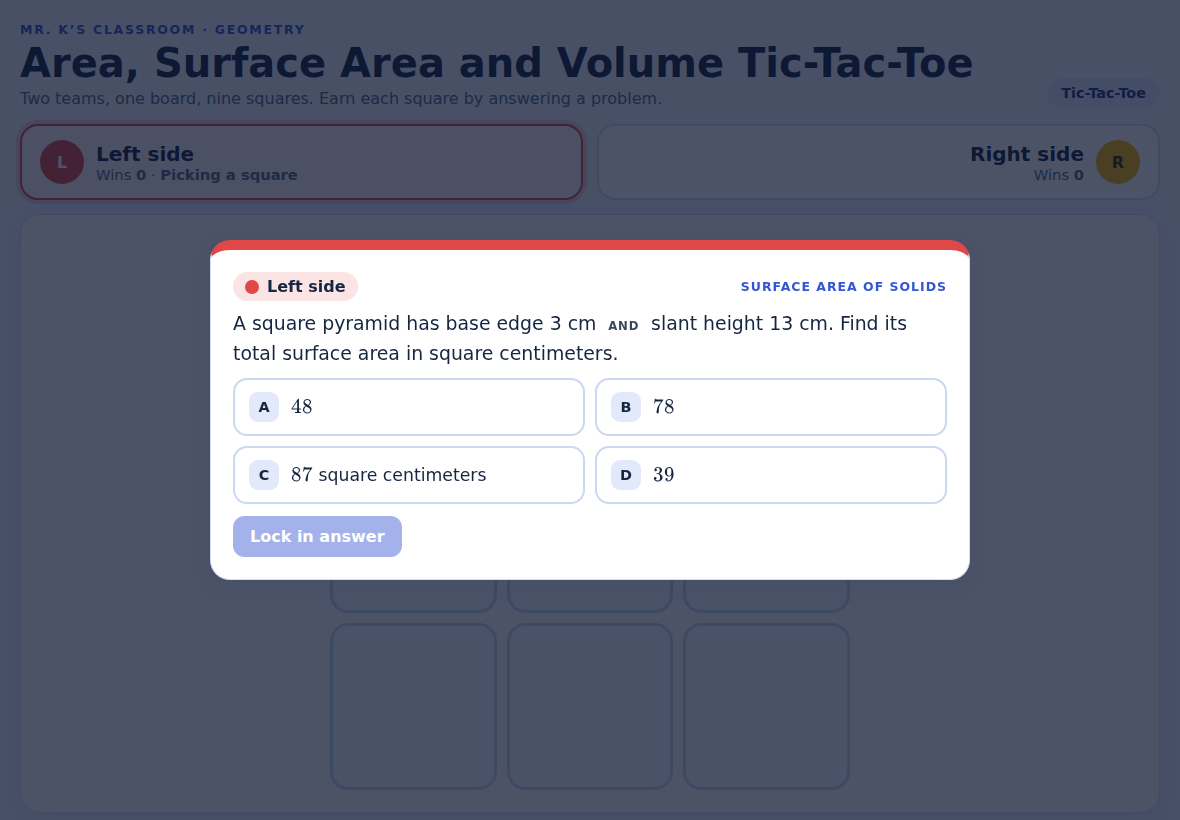 MR. K'S CLASSROOM · GEOMETRY
Area, Surface Area and Volume Tic-Tac-Toe
Two teams, one board, nine squares. Earn each square by answering a problem.
Tic-Tac-Toe
L
Left side
Wins 0 · Picking a square
Right side
Wins 0
R
Left side
SURFACE AREA OF SOLIDS
A square pyramid has base edge 3 cm AND slant height 13 cm. Find its
total surface area in square centimeters.
A 48
B 78
C 87 square centimeters
D 39
Lock in answer